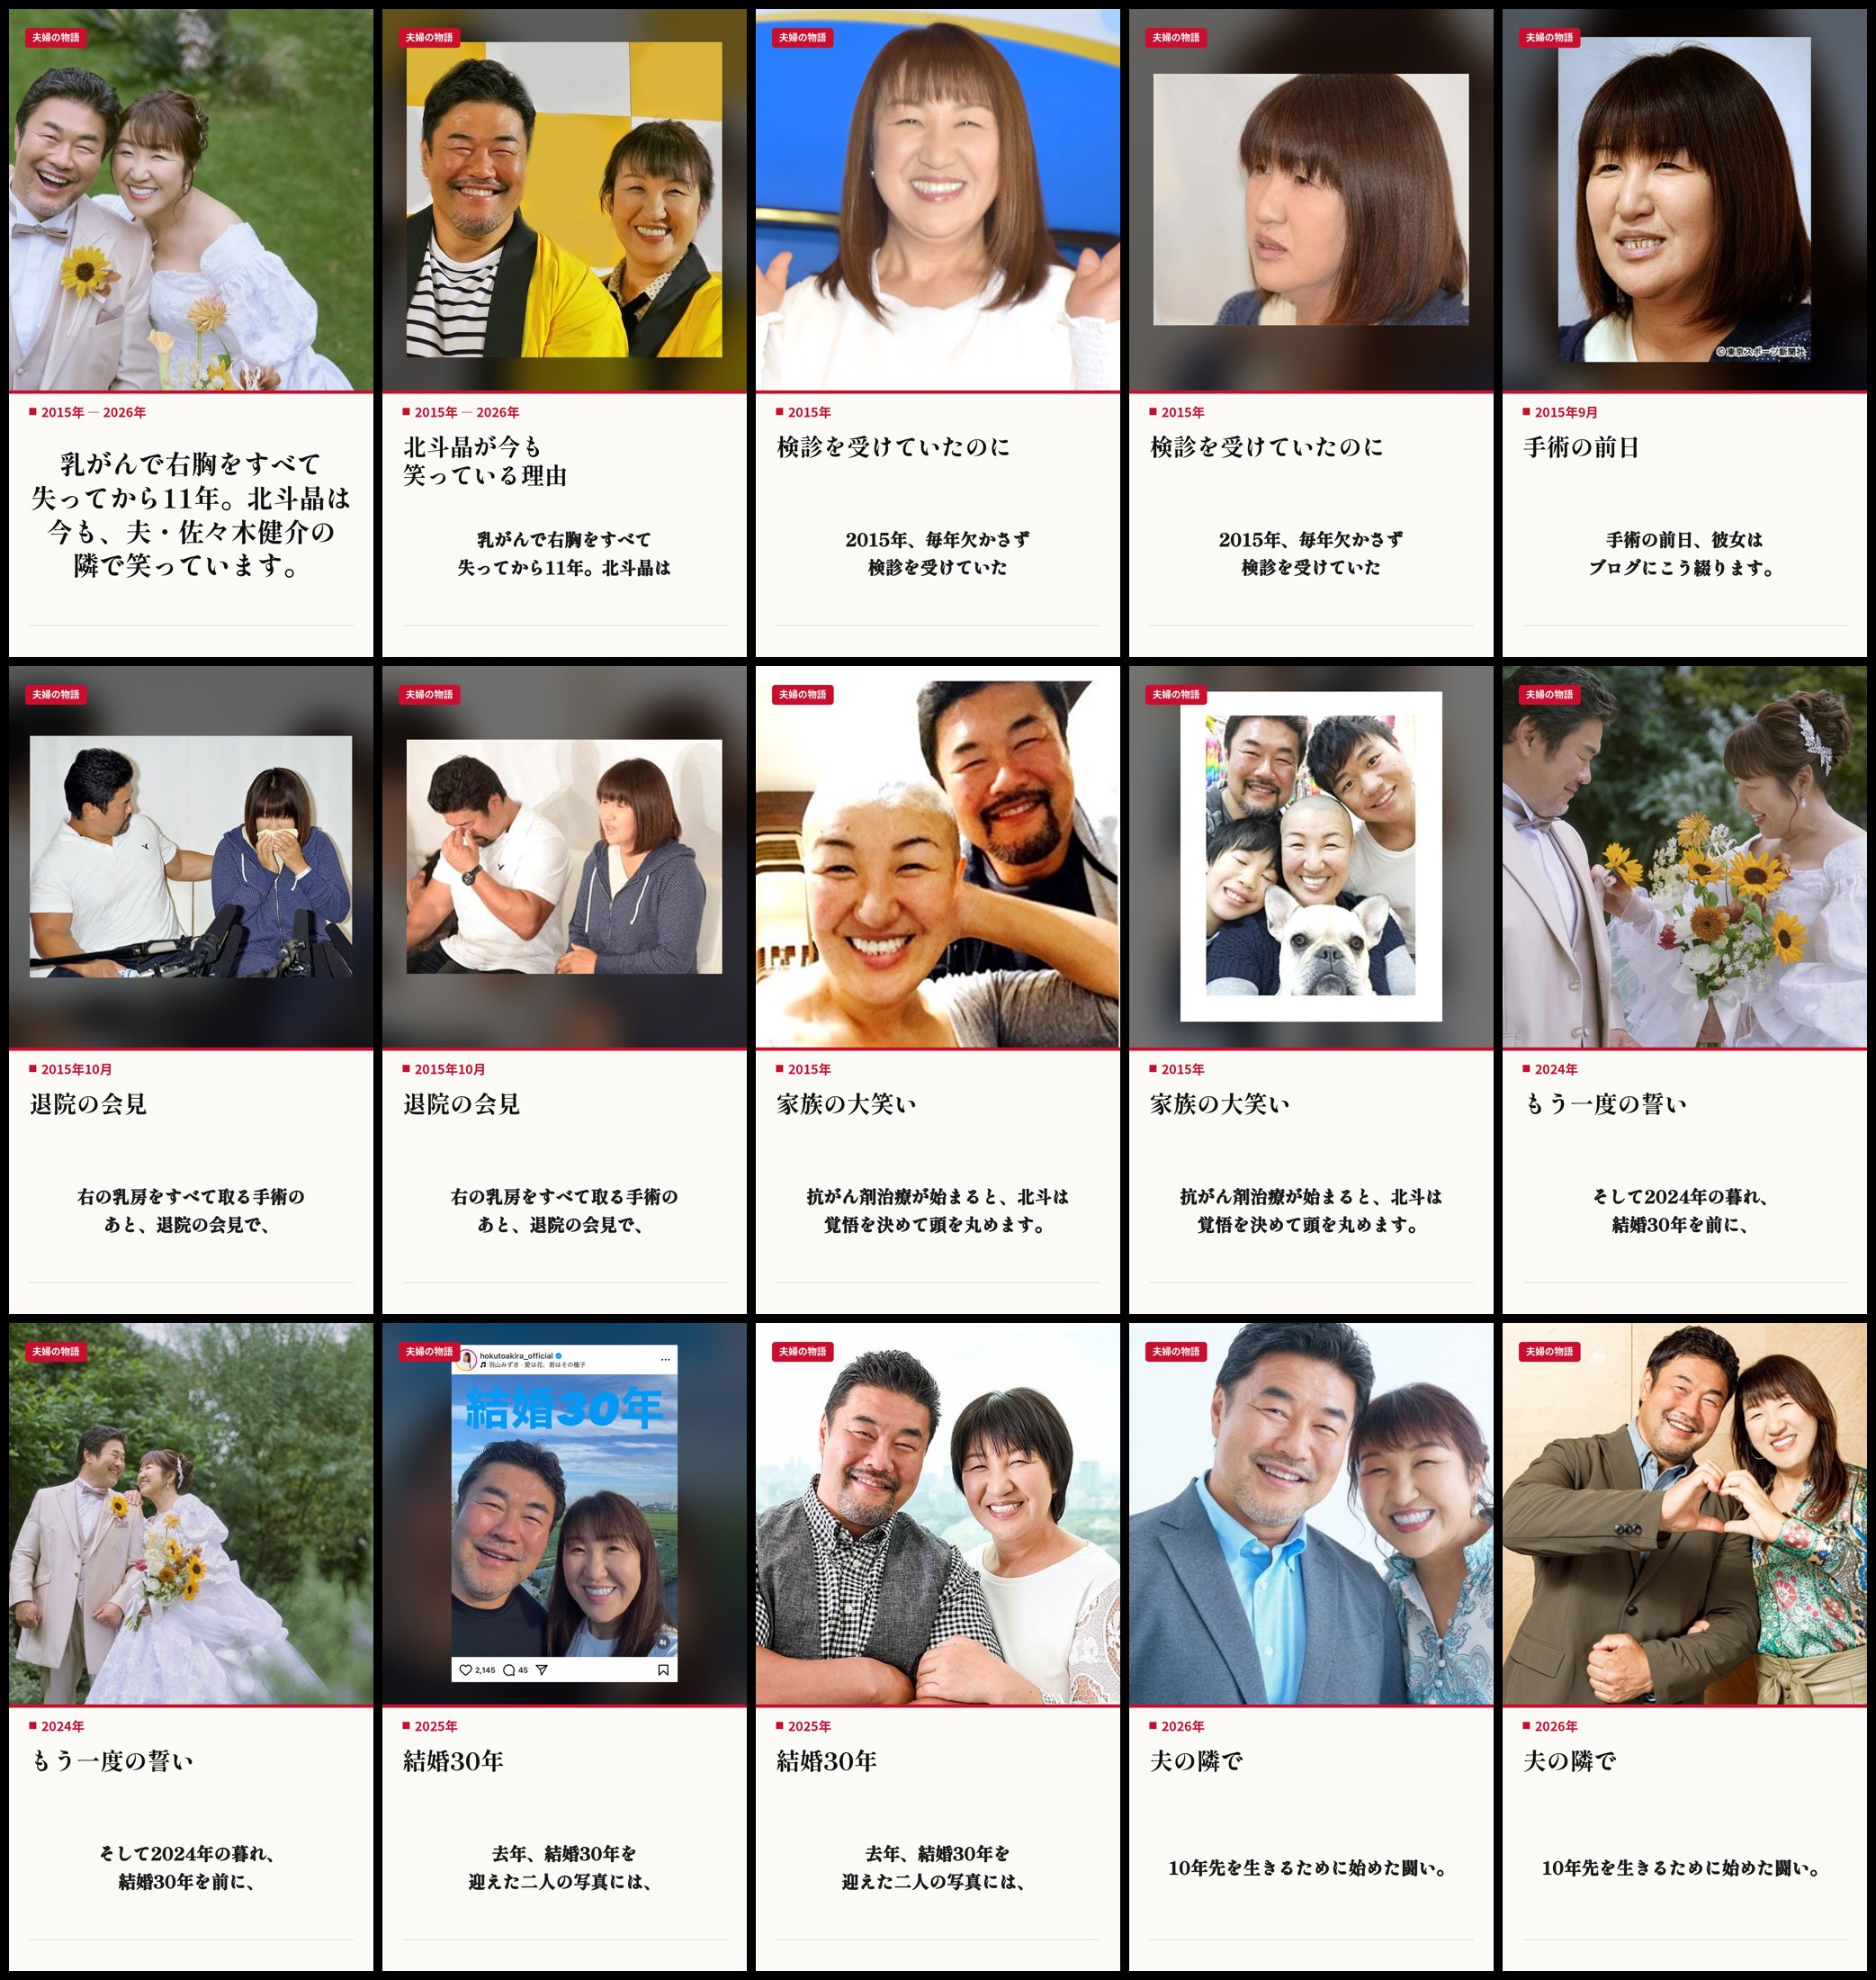 夫婦の物語
■ 2015年 ― 2026年
乳がんで右胸をすべて
失ってから11年。北斗晶は
今も、夫・佐々木健介の
隣で笑っています。
夫婦の物語
■ 2015年 ― 2026年
北斗晶が今も
笑っている理由
乳がんで右胸をすべて
失ってから11年。北斗晶は
夫婦の物語
■ 2015年
検診を受けていたのに
2015年、毎年欠かさず
検診を受けていた
夫婦の物語
■ 2015年
検診を受けていたのに
2015年、毎年欠かさず
検診を受けていた
夫婦の物語
©東京スポーツ新聞社
■ 2015年9月
手術の前日
手術の前日、彼女は
ブログにこう綴ります。
夫婦の物語
■ 2015年10月
退院の会見
右の乳房をすべて取る手術の
あと、退院の会見で、
夫婦の物語
■ 2015年10月
退院の会見
右の乳房をすべて取る手術の
あと、退院の会見で、
夫婦の物語
■ 2015年
家族の大笑い
抗がん剤治療が始まると、北斗は
覚悟を決めて頭を丸めます。
夫婦の物語
■ 2015年
家族の大笑い
抗がん剤治療が始まると、北斗は
覚悟を決めて頭を丸めます。
夫婦の物語
■ 2024年
もう一度の誓い
そして2024年の暮れ、
結婚30年を前に、
夫婦の物語
■ 2024年
もう一度の誓い
そして2024年の暮れ、
結婚30年を前に、
夫婦の物語
hokutoakira_official
羽山みずき・愛は花、君はその種子
結婚30年
2,145 45
■ 2025年
結婚30年
去年、結婚30年を
迎えた二人の写真には、
夫婦の物語
■ 2025年
結婚30年
去年、結婚30年を
迎えた二人の写真には、
夫婦の物語
■ 2026年
夫の隣で
10年先を生きるために始めた闘い。
夫婦の物語
■ 2026年
夫の隣で
10年先を生きるために始めた闘い。